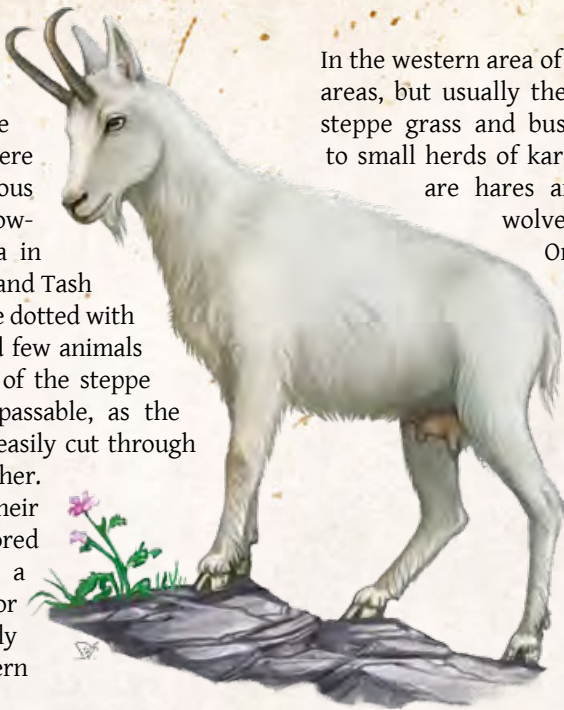 e
ere
ous
ow-
a in
and Tash
e dotted with
d few animals
of the steppe
passable, as the
easily cut through
her.
heir
ored
a
or
ly
ern
In the western area of
areas, but usually the
steppe grass and bus
to small herds of kar
are hares a
wolve
O